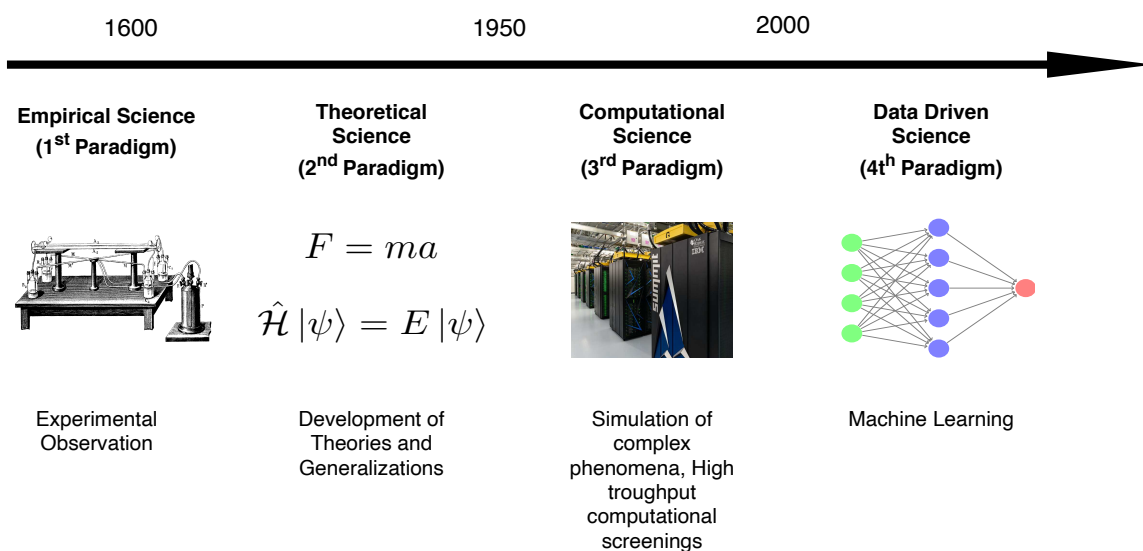 1600
1950
2000
Empirical Science
(1st Paradigm)
Theoretical
Science
(2nd Paradigm)
Computational
Science
(3rd Paradigm)
Data Driven
Science
(4th Paradigm)
F = ma
Ĥ |ψ⟩ = E |ψ⟩
summit
IBM
Experimental
Observation
Development of
Theories and
Generalizations
Simulation of
complex
phenomena, High
troughput
computational
screenings
Machine Learning